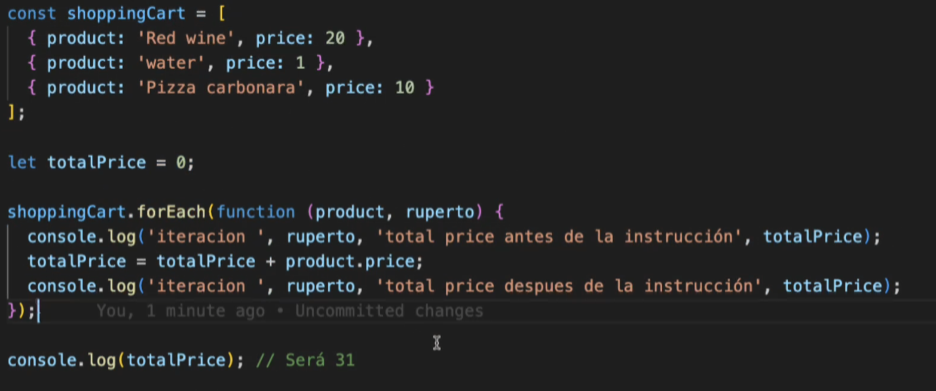 const shoppingCart = [
{ product: 'Red wine', price: 20 },
{ product: 'water', price: 1 },
{ product: 'Pizza carbonara', price: 10 }
];
let totalPrice = 0;
shoppingCart.forEach(function (product, ruperto) {
console.log('iteracion ', ruperto, 'total price antes de la instrucción', totalPrice);
totalPrice = totalPrice + product.price;
console.log('iteracion ', ruperto, 'total price despues de la instrucción', totalPrice);
}); You, 1 minute ago • Uncommitted changes
console.log(totalPrice); // Será 31